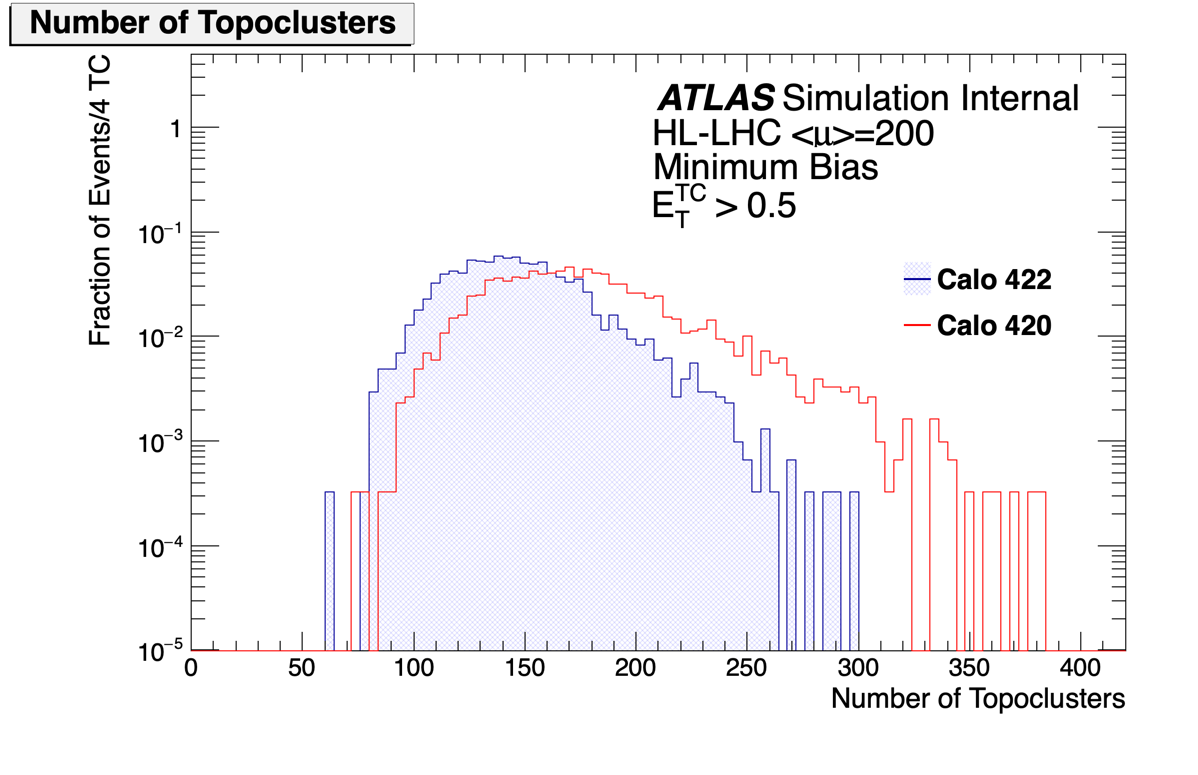 Number of Topoclusters
Fraction of Events/4 TC
ATLAS Simulation Internal
HL-LHC <μ>=200
Minimum Bias
E_T^TC > 0.5
Calo 422
Calo 420
1
10⁻¹
10⁻²
10⁻³
10⁻⁴
10⁻⁵
0 50 100 150 200 250 300 350 400
Number of Topoclusters